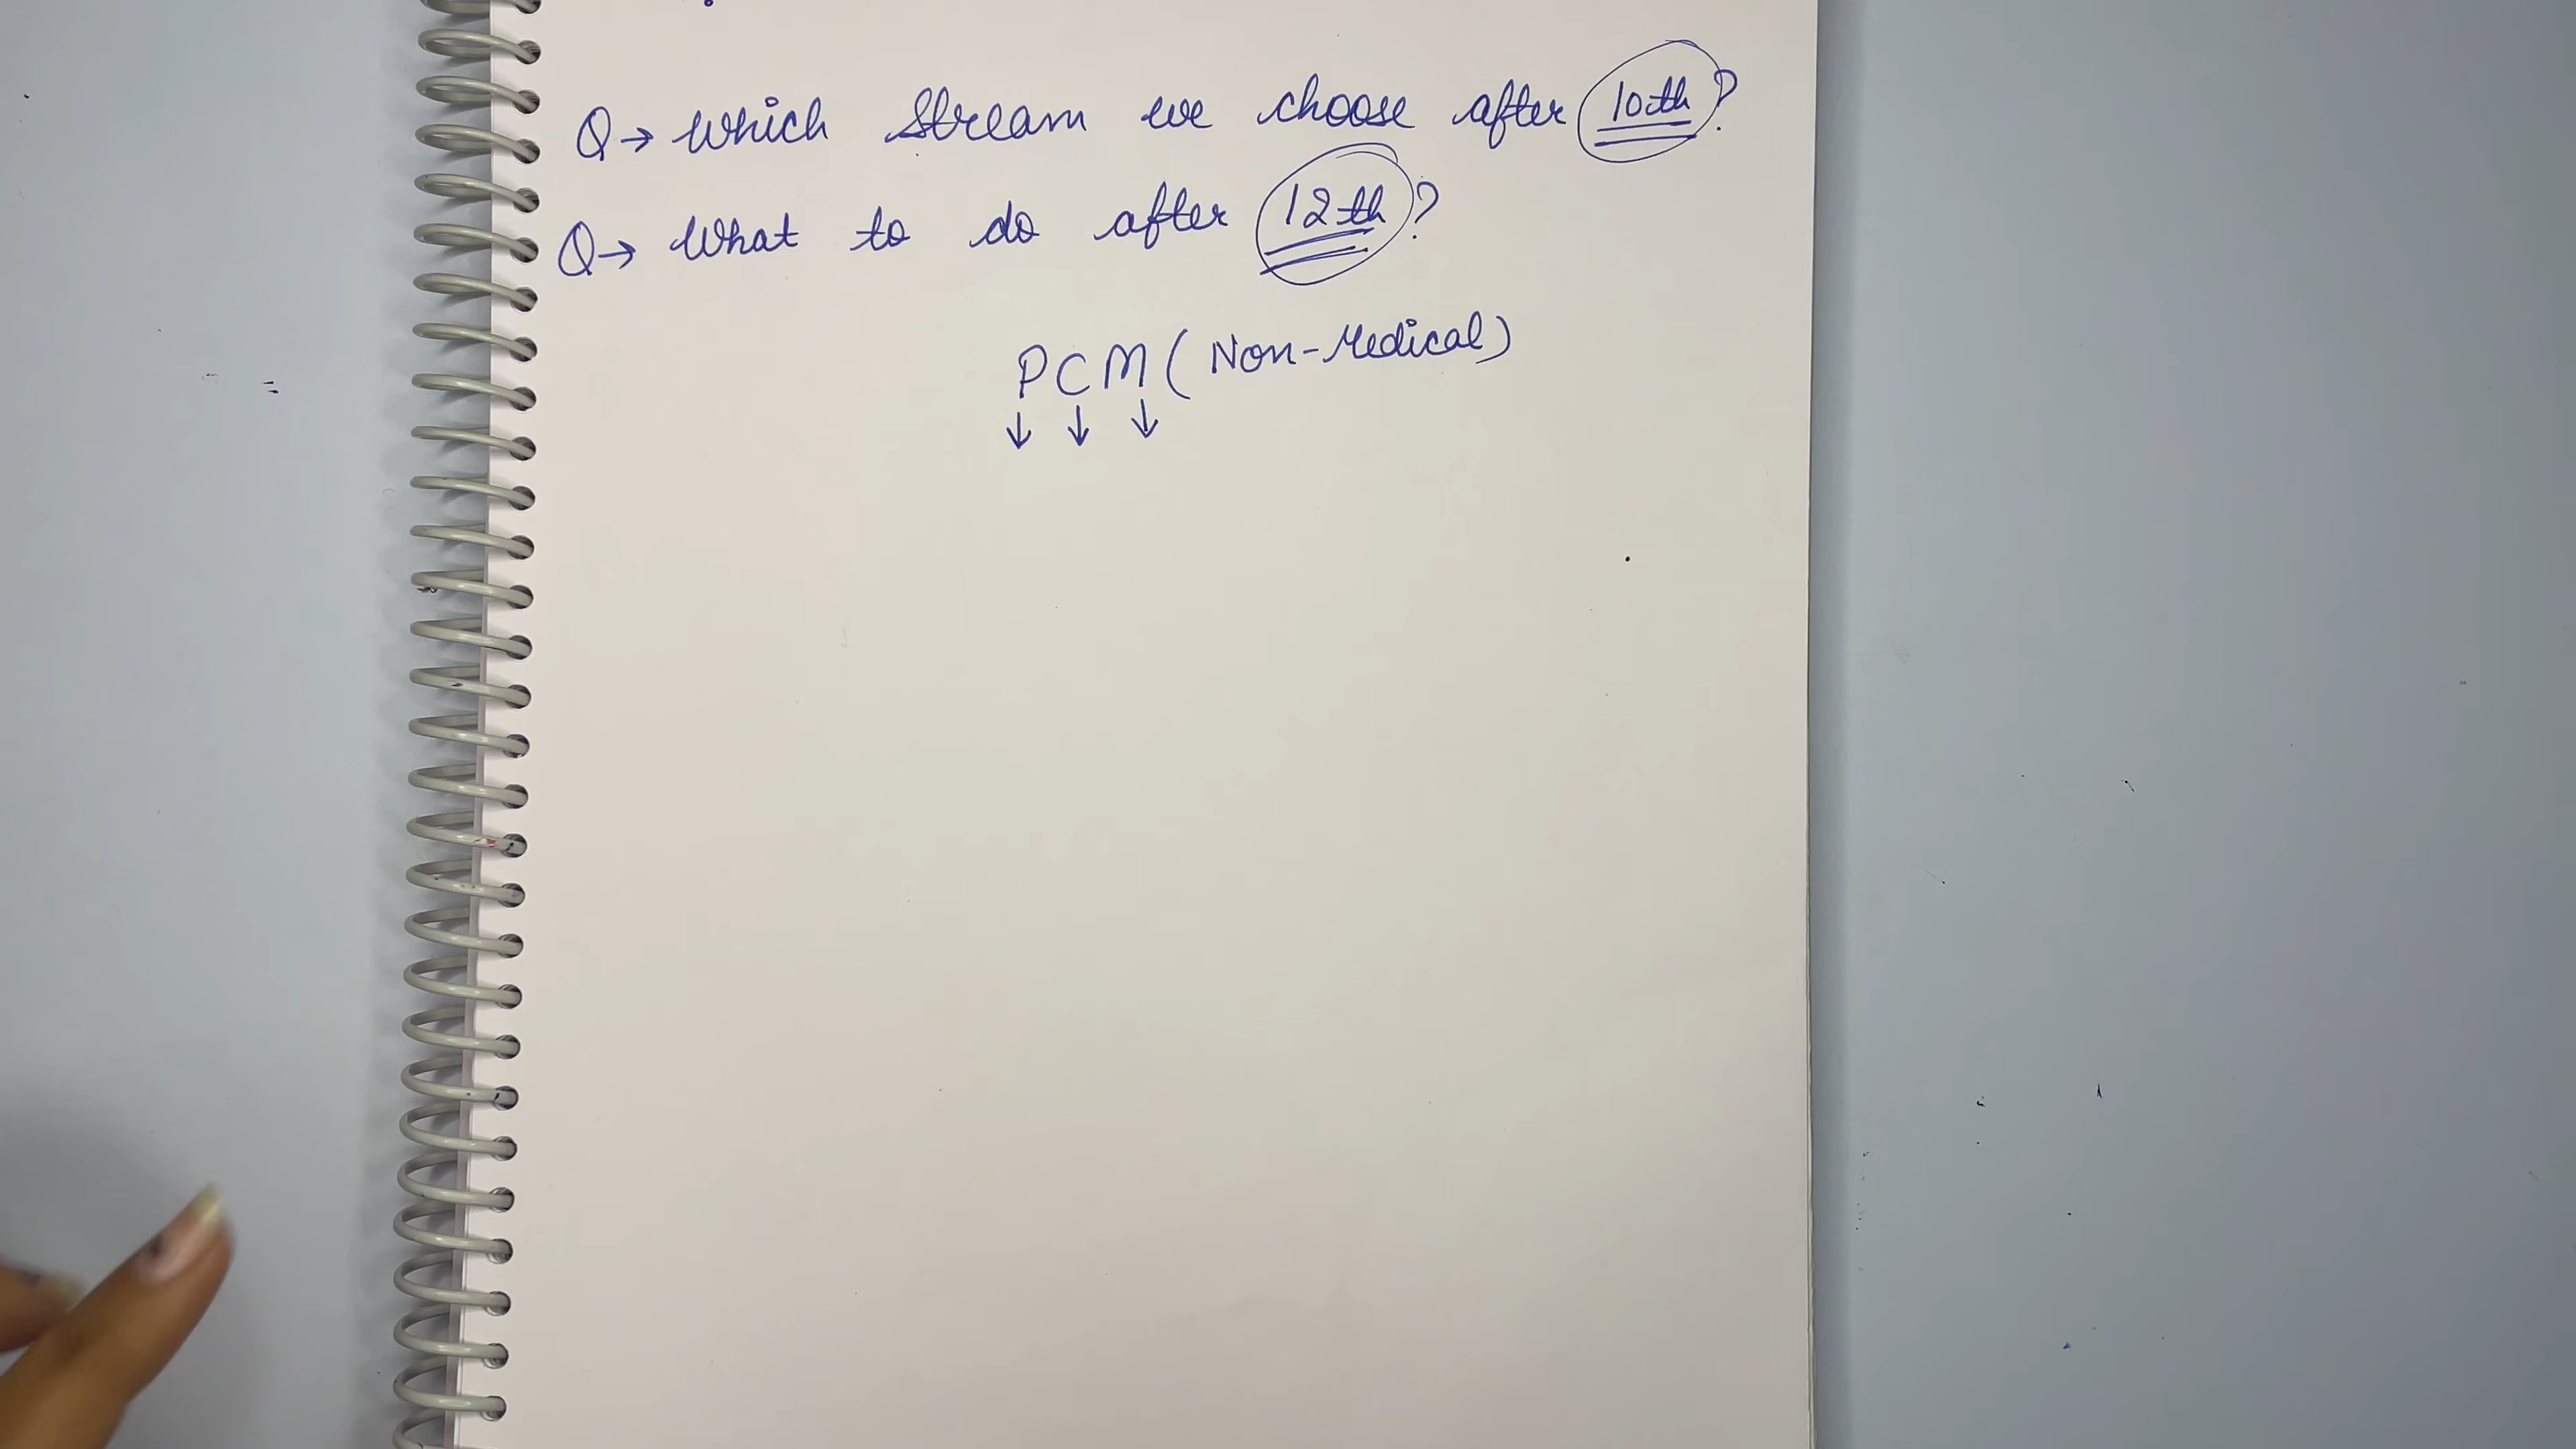 Q→ Which Stream we choose after 10th?
Q→ What to do after 12th?
PCM (Non-Medical)
↓ ↓ ↓